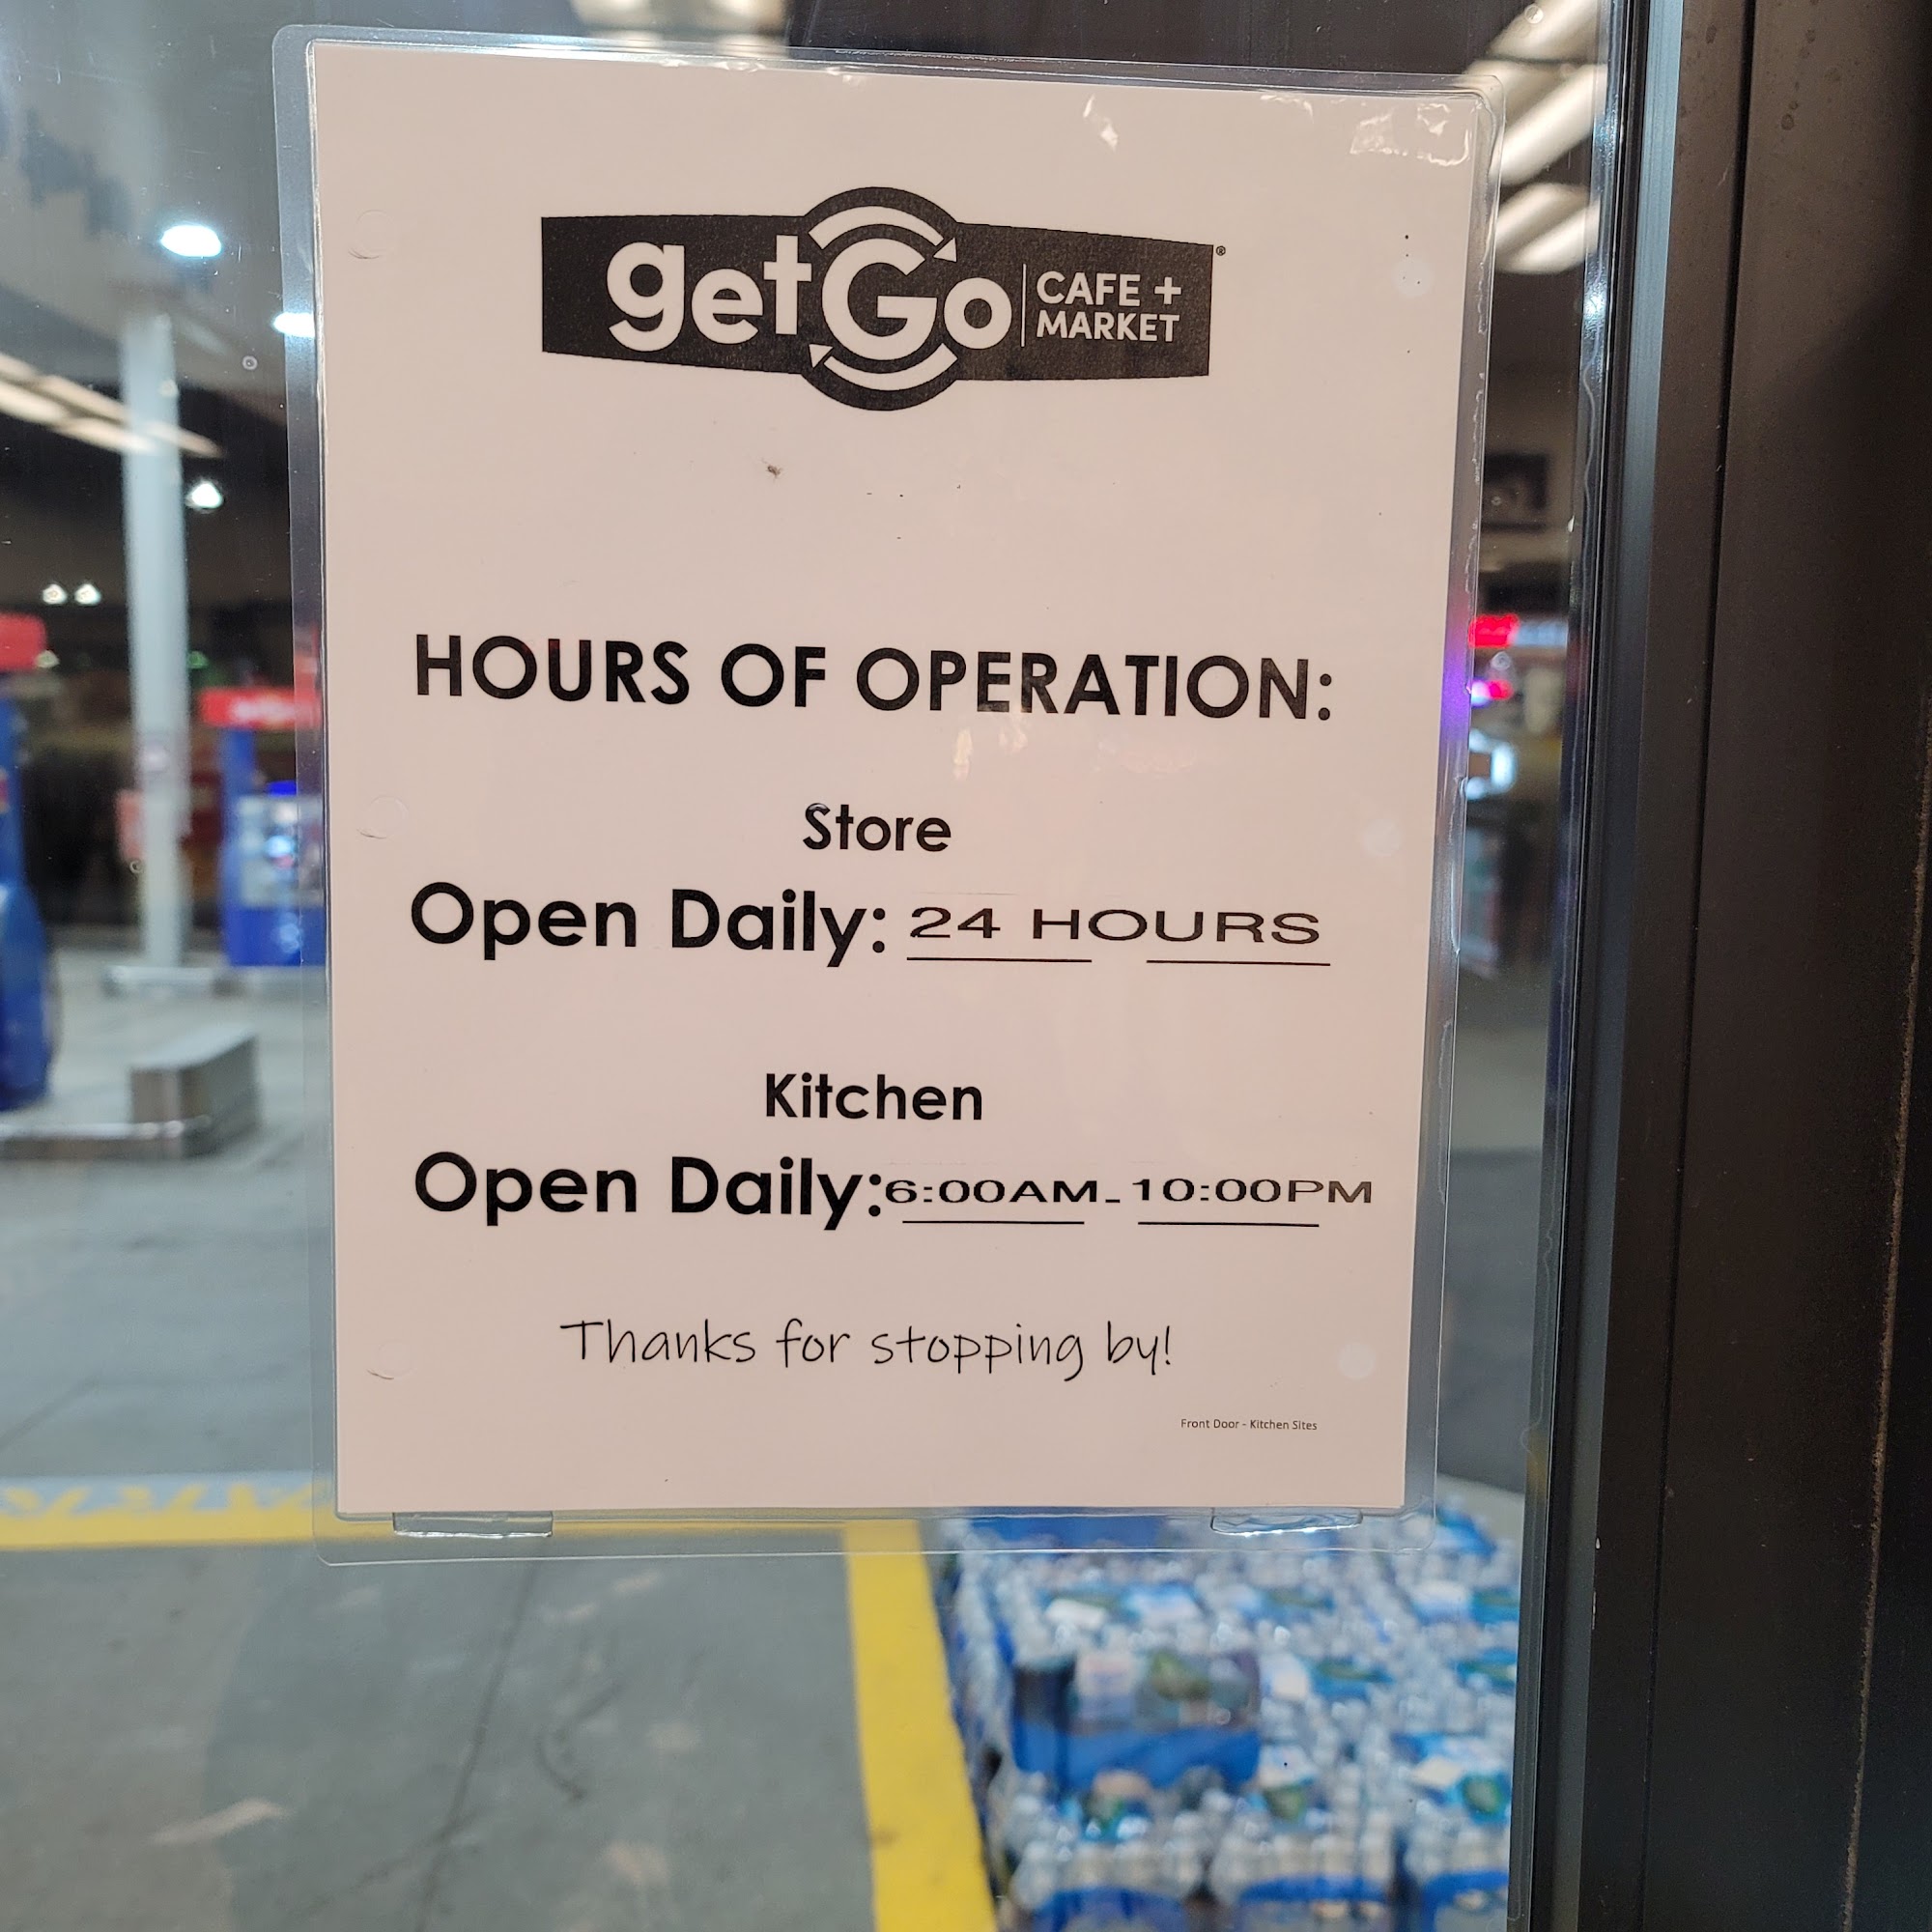 getGo CAFE +
MARKET ®
HOURS OF OPERATION:
Store
Open Daily: 24 HOURS
Kitchen
Open Daily: 6:00AM - 10:00PM
Thanks for stopping by!
Front Door - Kitchen Sites